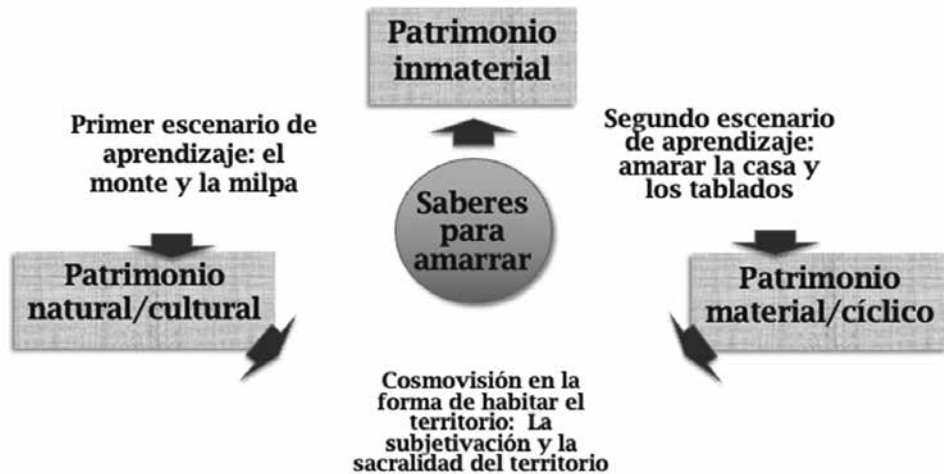 Patrimonio
inmaterial
Primer escenario de
aprendizaje: el
monte y la milpa
Segundo escenario
de aprendizaje:
amarar la casa y
los tablados
Saberes
para
amarrar
Patrimonio
natural/cultural
Patrimonio
material/cíclico
Cosmovisión en la
forma de habitar el
territorio: La
subjetivación y la
sacralidad del territorio